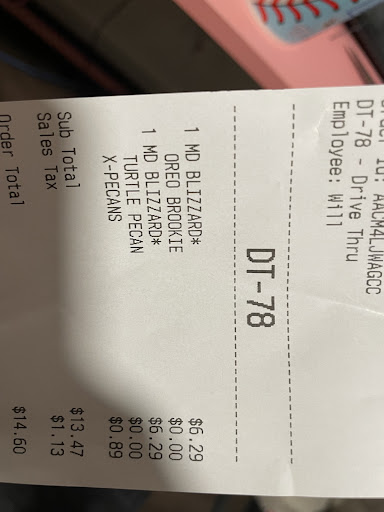 AACM4LJWAGCC
DT-78 - Drive Thru
Employee: Will
DT-78
1 MD BLIZZARD* $6.29
OREO BROOKIE $0.00
1 MD BLIZZARD* $6.29
TURTLE PECAN $0.00
X-PECANS $0.89
Sub Total $13.47
Sales Tax $1.13
Order Total $14.60